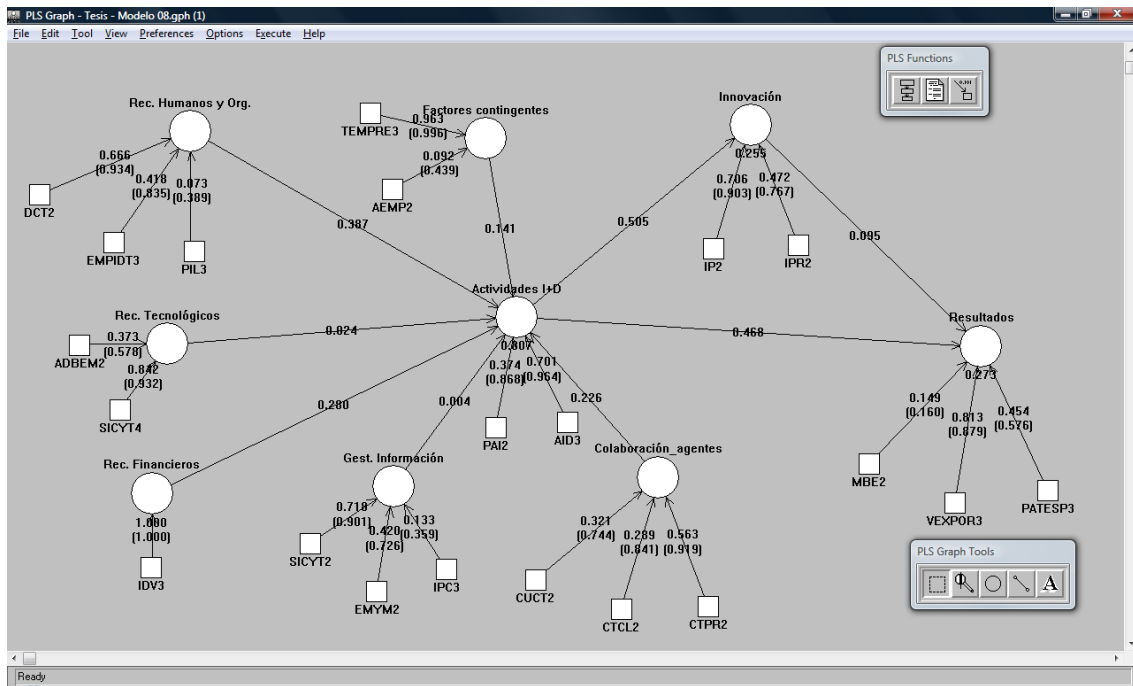 PLS Graph - Tesis - Modelo 08.gph (1)
File Edit Tool View Preferences Options Execute Help
PLS Functions
0.101
Rec. Humanos y Org.
Factores contingentes
Innovación
TEMPRE3
0.963
(0.996)
0.092
(0.439)
AEMP2
0.666
(0.934)
0.418
(0.835)
0.073
(0.389)
DCT2
EMPIDT3
PIL3
0.255
0.706
(0.903)
0.472
(0.767)
IP2
IPR2
0.387
0.141
0.505
0.095
Actividades I+D
0.807
Rec. Tecnológicos
0.373
(0.578)
ADBEM2
0.842
(0.932)
SICYT4
0.024
0.468
Resultados
0.273
0.374
(0.868)
0.701
(0.964)
PAI2
AID3
0.280
0.004
0.226
0.149
(0.160)
0.813
(0.879)
0.454
(0.576)
MBE2
VEXPOR3
PATESP3
Rec. Financieros
1.000
(1.000)
IDV3
Gest. Información
0.718
(0.901)
0.420
(0.726)
0.133
(0.359)
SICYT2
EMYM2
IPC3
Colaboración_agentes
0.321
(0.744)
0.289
(0.841)
0.563
(0.919)
CUCT2
CTCL2
CTPR2
PLS Graph Tools
A
Ready